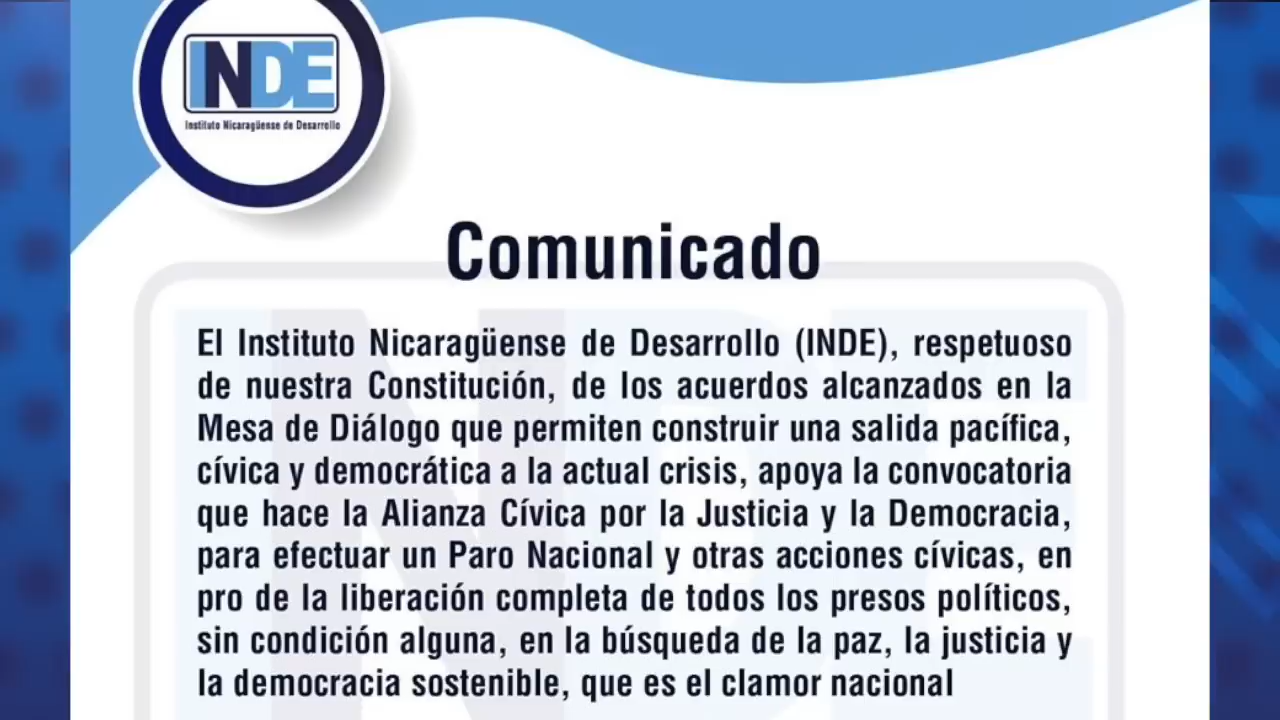 INDE
Instituto Nicaragüense de Desarrollo
Comunicado
El Instituto Nicaragüense de Desarrollo (INDE), respetuoso
de nuestra Constitución, de los acuerdos alcanzados en la
Mesa de Diálogo que permiten construir una salida pacífica,
cívica y democrática a la actual crisis, apoya la convocatoria
que hace la Alianza Cívica por la Justicia y la Democracia,
para efectuar un Paro Nacional y otras acciones cívicas, en
pro de la liberación completa de todos los presos políticos,
sin condición alguna, en la búsqueda de la paz, la justicia y
la democracia sostenible, que es el clamor nacional